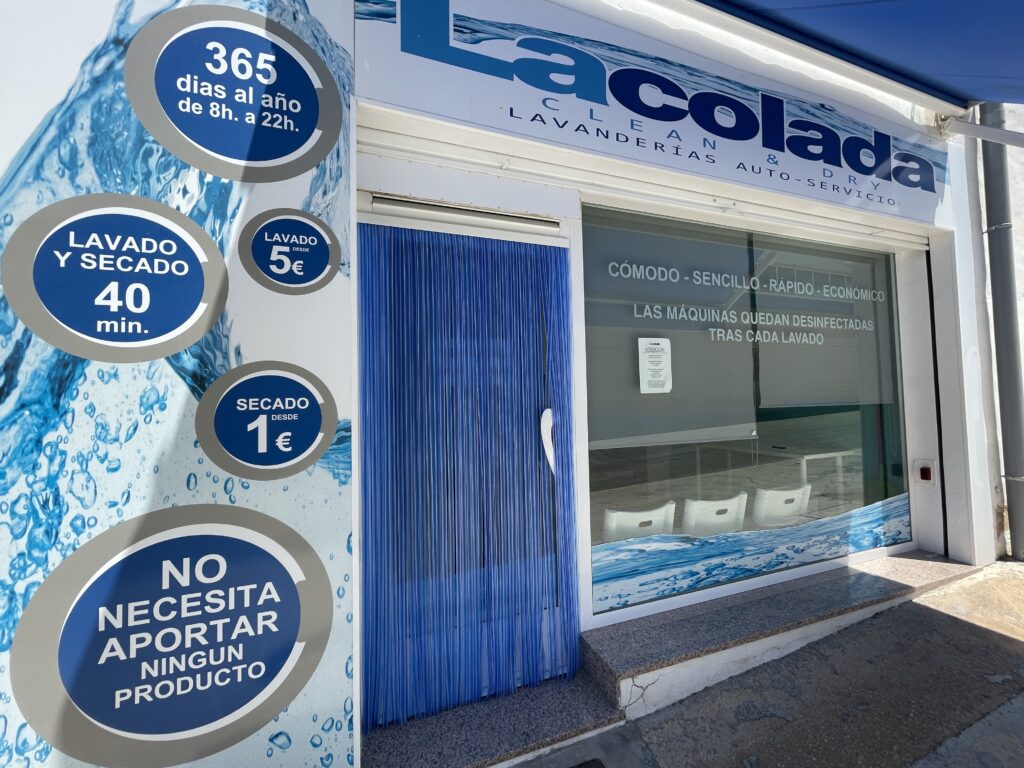 365
dias al año
de 8h. a 22h.
LAVADO
Y SECADO
40
min.
LAVADO
DESDE
5€
SECADO
DESDE
1€
NO
NECESITA
APORTAR
NINGUN
PRODUCTO
Lacolada
CLEAN & DRY
LAVANDERÍAS AUTO-SERVICIO
CÓMODO - SENCILLO - RÁPIDO - ECONÓMICO
LAS MÁQUINAS QUEDAN DESINFECTADAS
TRAS CADA LAVADO